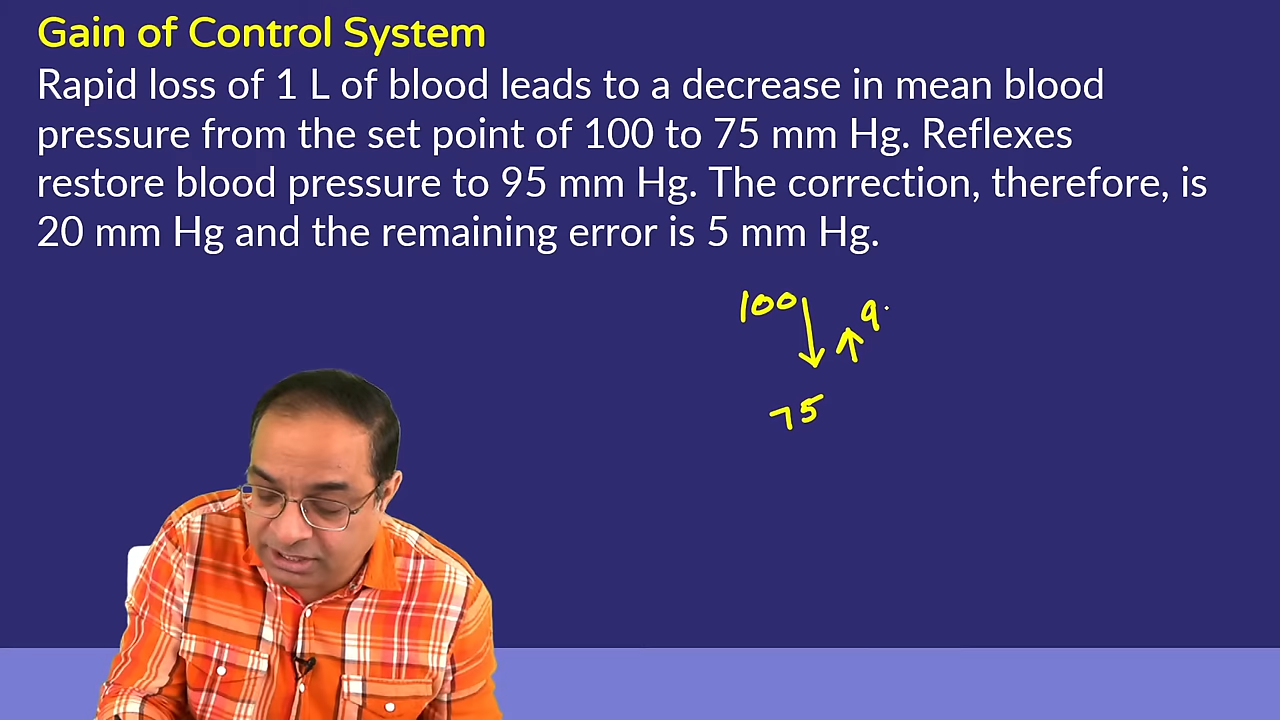 Gain of Control System
Rapid loss of 1 L of blood leads to a decrease in mean blood
pressure from the set point of 100 to 75 mm Hg. Reflexes
restore blood pressure to 95 mm Hg. The correction, therefore, is
20 mm Hg and the remaining error is 5 mm Hg.
100
9
75